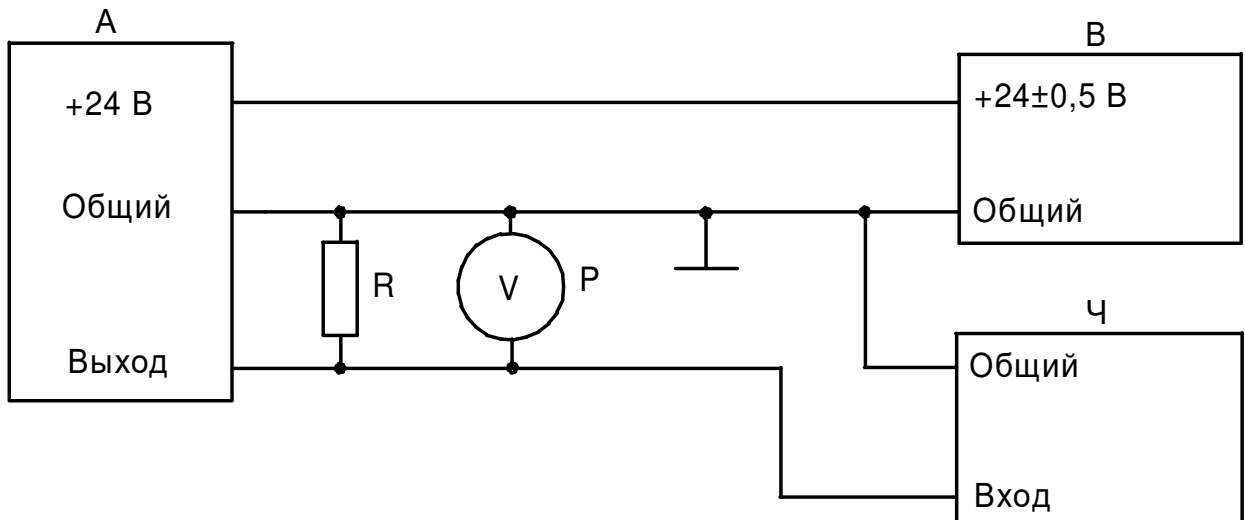 А
+24 В
Общий
Выход
R
V
P
В
+24±0,5 В
Общий
Ч
Общий
Вход